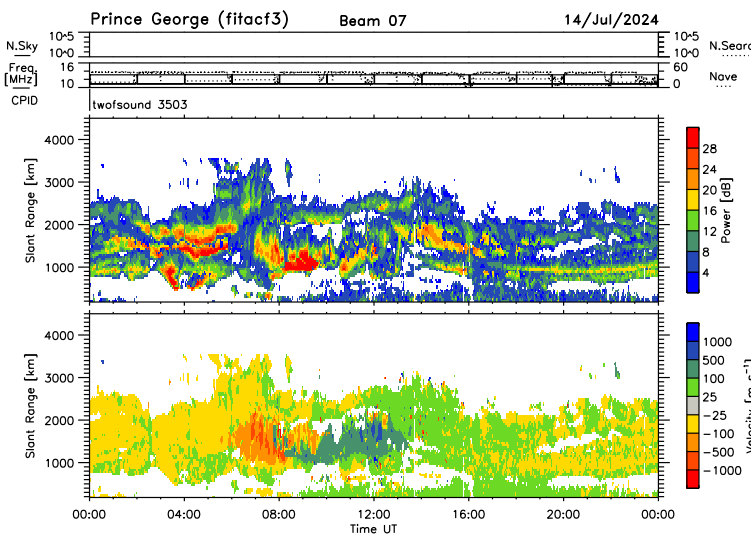 Prince George (fitacf3) Beam 07 14/Jul/2024
N.Sky 10^5 10^0 10^5 10^0 N.Searc
Freq [MHz] 16 10 60 0 Nave
CPID twofsound 3503
Slant Range [km] 4000 3000 2000 1000
Power [dB] 28 24 20 16 12 8 4
Slant Range [km] 4000 3000 2000 1000
Velocity [m s^-1] 1000 500 100 25 -25 -100 -500 -1000
00:00 04:00 08:00 12:00 16:00 20:00 00:00
Time UT